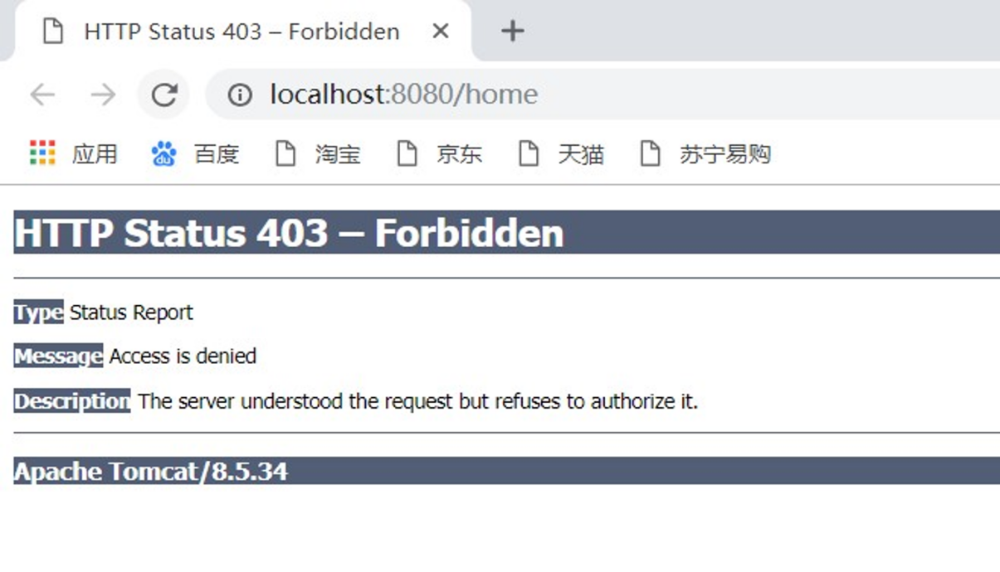 HTTP Status 403 – Forbidden
localhost:8080/home
应用 百度 淘宝 京东 天猫 苏宁易购
HTTP Status 403 – Forbidden
Type Status Report
Message Access is denied
Description The server understood the request but refuses to authorize it.
Apache Tomcat/8.5.34